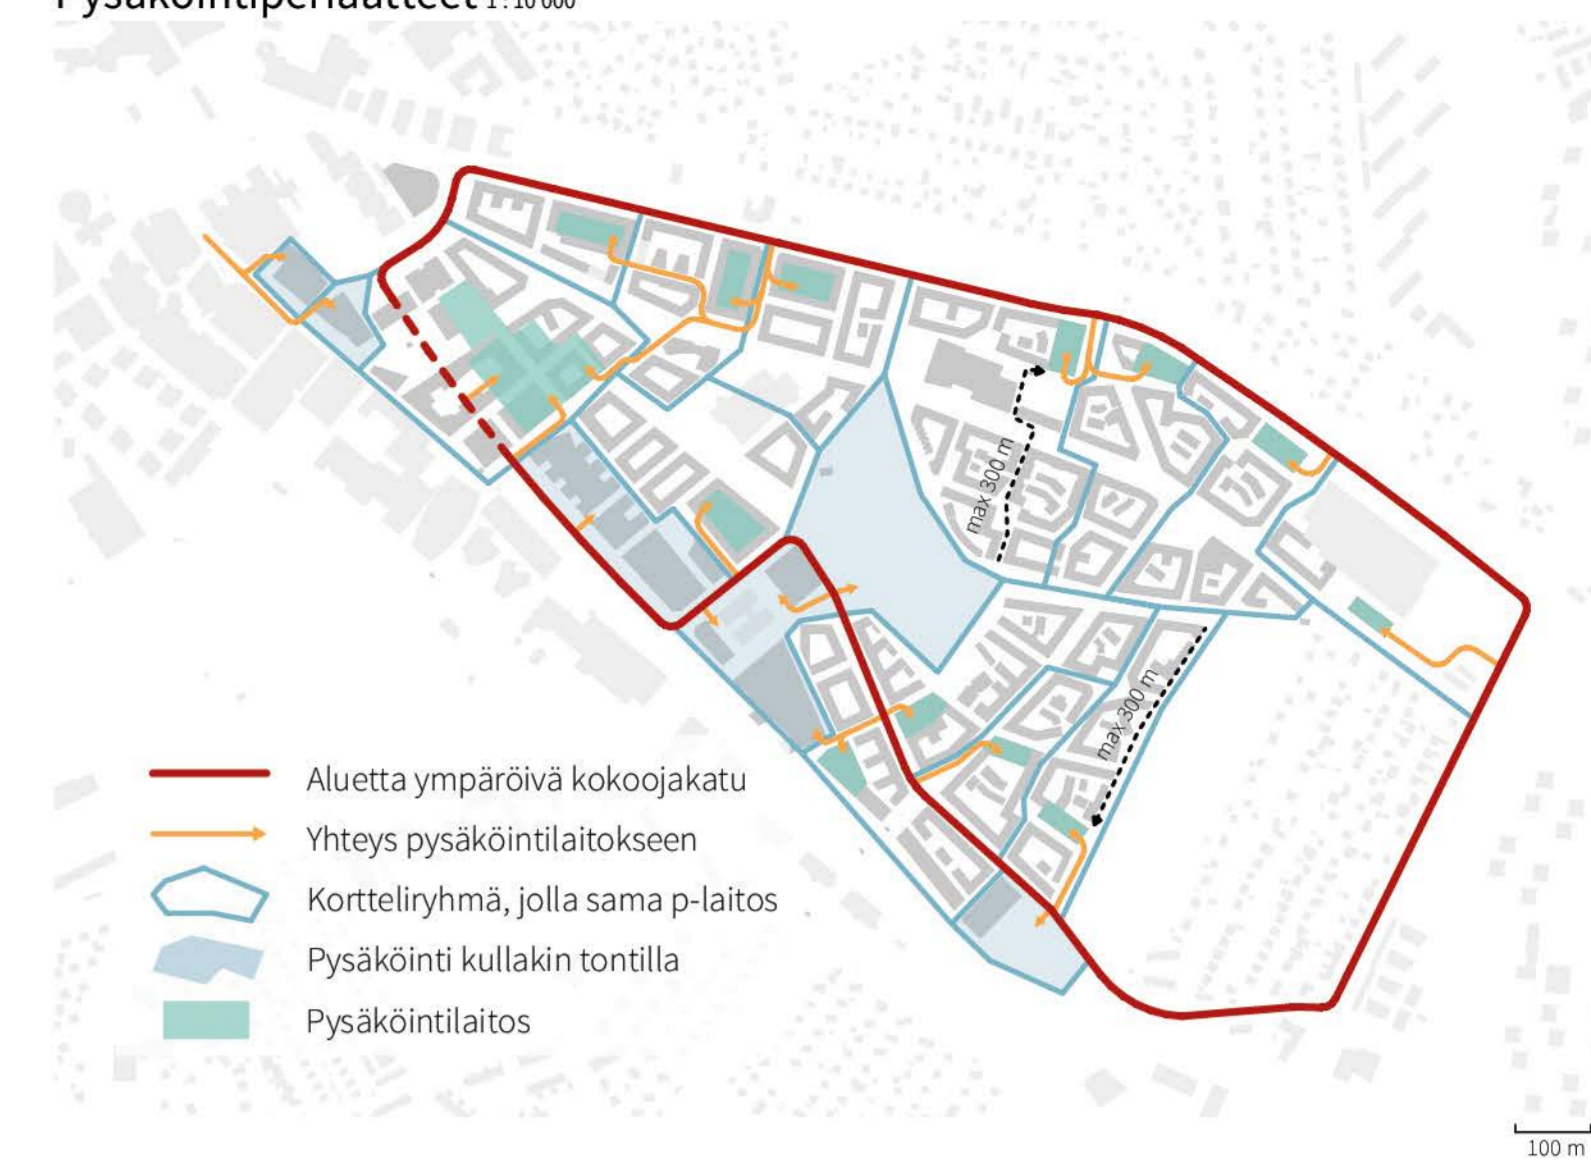 Pysäköintiperiaatteet 1:10 000
max 300 m
max 300 m
Aluetta ympäröivä kokoojakatu
Yhteys pysäköintilaitokseen
Kortteliryhmä, jolla sama p-laitos
Pysäköinti kullakin tontilla
Pysäköintilaitos
100 m